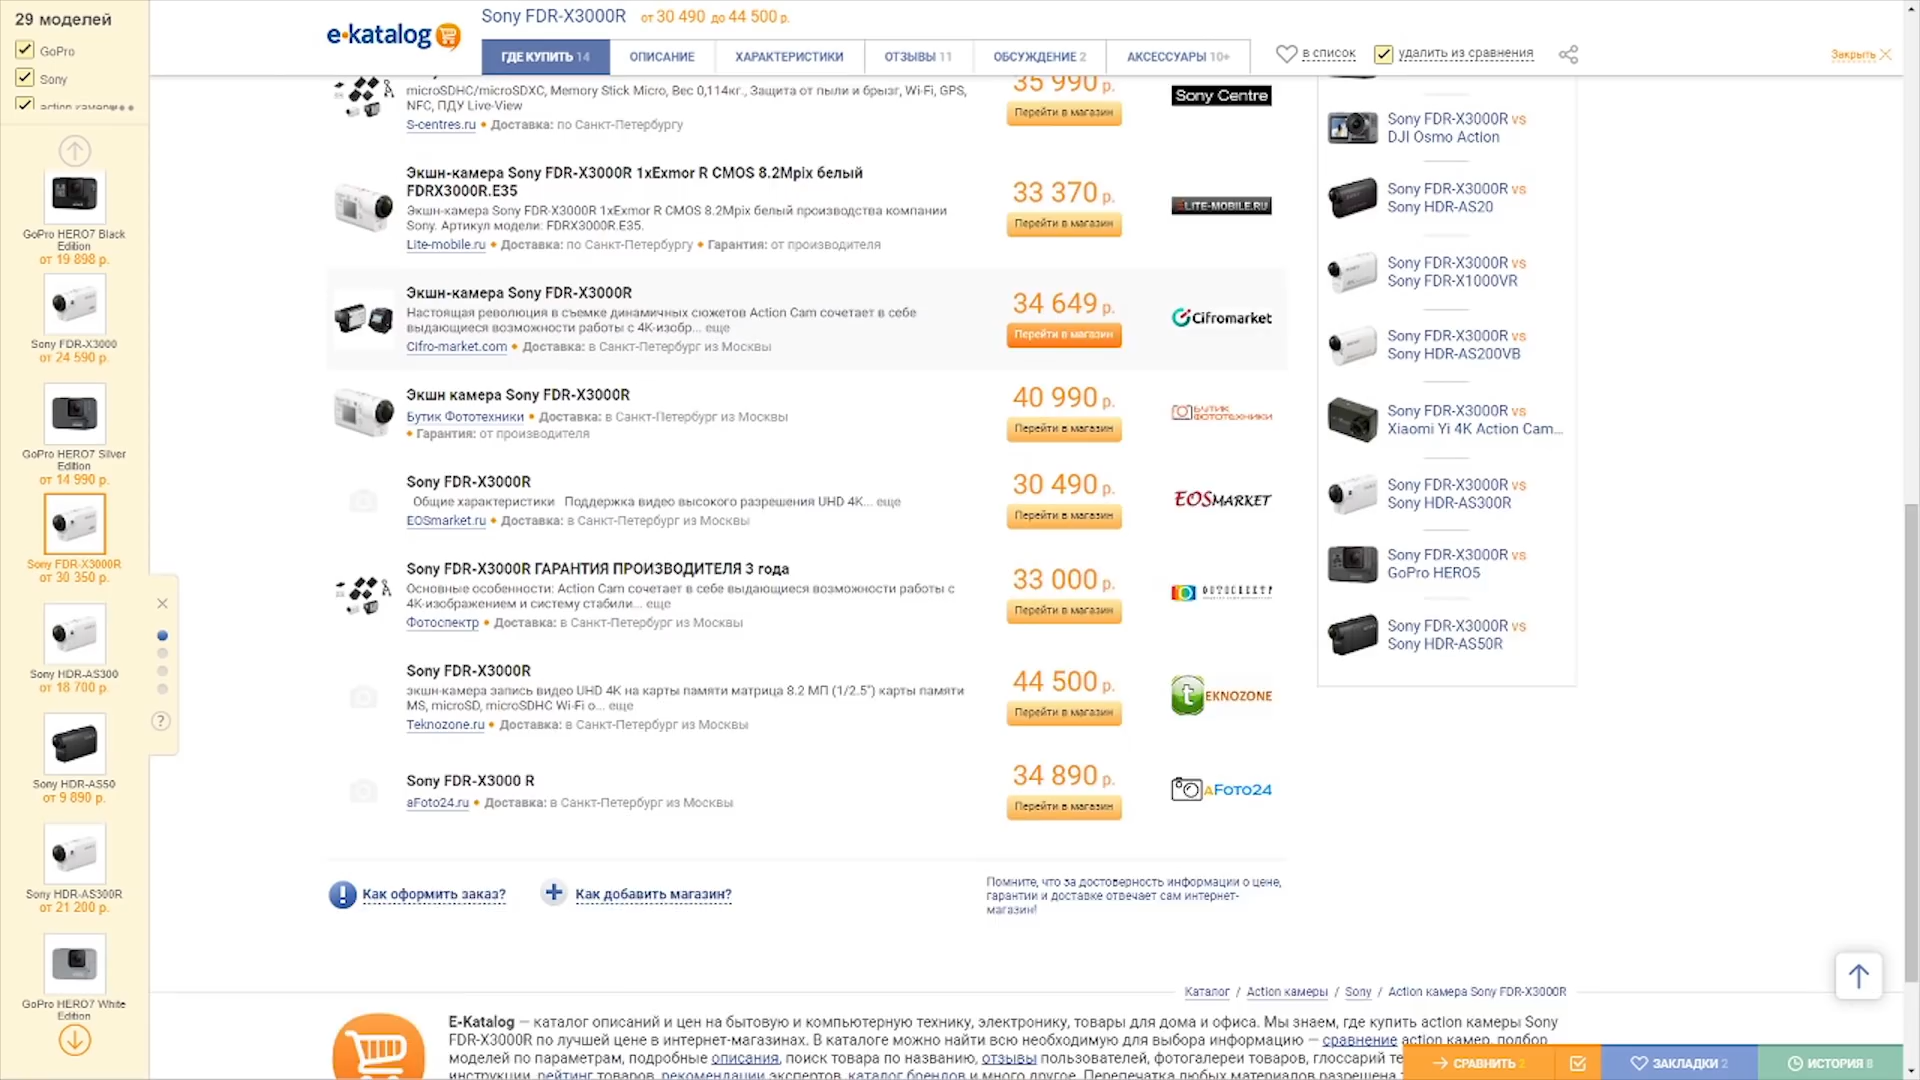 29 моделей
GoPro
Sony
GoPro HERO7 Black
Edition
от 19 898 р.
Sony FDR-X3000
от 24 590 р.
GoPro HERO7 Silver
Edition
от 14 990 р.
Sony FDR-X3000R
от 30 350 р.
Sony HDR-AS300
от 18 700 р.
Sony HDR-AS50
от 9 890 р.
Sony HDR-AS300R
от 21 200 р.
GoPro HERO7 White
Edition
e-katalog
Sony FDR-X3000R от 30 490 до 44 500 р.
ГДЕ КУПИТЬ 14
ОПИСАНИЕ
ХАРАКТЕРИСТИКИ
ОТЗЫВЫ 11
ОБСУЖДЕНИЕ 2
АКСЕССУАРЫ 10+
в список
удалить из сравнения
Закрыть
microSDHC/microSDXC, Memory Stick Micro, Вес 0,114кг., Защита от пыли и брызг, Wi-Fi, GPS,
NFC, ПДУ Live-View
S-centres.ru • Доставка: по Санкт-Петербургу
35 990 р.
Перейти в магазин
Sony Centre
Экшн-камера Sony FDR-X3000R 1xExmor R CMOS 8.2Mpix белый
FDRX3000R.E35
Экшн-камера Sony FDR-X3000R 1xExmor R CMOS 8.2Mpix белый производства компании
Sony. Артикул модели: FDRX3000R.E35.
Lite-mobile.ru • Доставка: по Санкт-Петербургу • Гарантия: от производителя
33 370 р.
Перейти в магазин
LITE-MOBILE.RU
Экшн-камера Sony FDR-X3000R
Настоящая революция в съемке динамичных сюжетов Action Cam сочетает в себе
выдающиеся возможности работы с 4K-изобр... еще
Cifro-market.com • Доставка: в Санкт-Петербург из Москвы
34 649 р.
Перейти в магазин
Cifromarket
Экшн камера Sony FDR-X3000R
Бутик Фототехники • Доставка: в Санкт-Петербург из Москвы
• Гарантия: от производителя
40 990 р.
Перейти в магазин
БУТИК
ФОТОТЕХНИКИ
Sony FDR-X3000R
Общие характеристики Поддержка видео высокого разрешения UHD 4K... еще
EOSmarket.ru • Доставка: в Санкт-Петербург из Москвы
30 490 р.
Перейти в магазин
EOSMARKET
Sony FDR-X3000R ГАРАНТИЯ ПРОИЗВОДИТЕЛЯ 3 года
Основные особенности: Action Cam сочетает в себе выдающиеся возможности работы с
4K-изображением и систему стабили... еще
Фотоспектр • Доставка: в Санкт-Петербург из Москвы
33 000 р.
Перейти в магазин
Sony FDR-X3000R
экшн-камера запись видео UHD 4K на карты памяти матрица 8.2 МП (1/2.5") карты памяти
MS, microSD, microSDHC Wi-Fi о... еще
Teknozone.ru • Доставка: в Санкт-Петербург из Москвы
44 500 р.
Перейти в магазин
tEKNOZONE
Sony FDR-X3000 R
aFoto24.ru • Доставка: в Санкт-Петербург из Москвы
34 890 р.
Перейти в магазин
AFOTO24
Sony FDR-X3000R vs
DJI Osmo Action
Sony FDR-X3000R vs
Sony HDR-AS20
Sony FDR-X3000R vs
Sony FDR-X1000VR
Sony FDR-X3000R vs
Sony HDR-AS200VB
Sony FDR-X3000R vs
Xiaomi Yi 4K Action Cam...
Sony FDR-X3000R vs
Sony HDR-AS300R
Sony FDR-X3000R vs
GoPro HERO5
Sony FDR-X3000R vs
Sony HDR-AS50R
Как оформить заказ?
Как добавить магазин?
Помните, что за достоверность информации о цене,
гарантии и доставке отвечает сам интернет-
магазин!
Каталог / Action камеры / Sony / Action камера Sony FDR-X3000R
E-Katalog — каталог описаний и цен на бытовую и компьютерную технику, электронику, товары для дома и офиса. Мы знаем, где купить action камеры Sony
FDR-X3000R по лучшей цене в интернет-магазинах. В каталоге можно найти всю необходимую для выбора информацию — сравнение action камер, подбор
моделей по параметрам, подробные описания, поиск товара по названию, отзывы пользователей, фотогалереи товаров, глоссарий те
инструкции, рейтинг товаров, рекомендации экспертов, каталог брендов и много другое. Перепечатка любых материалов разрешена
СРАВНИТЬ 2
ЗАКЛАДКИ 2
ИСТОРИЯ 8